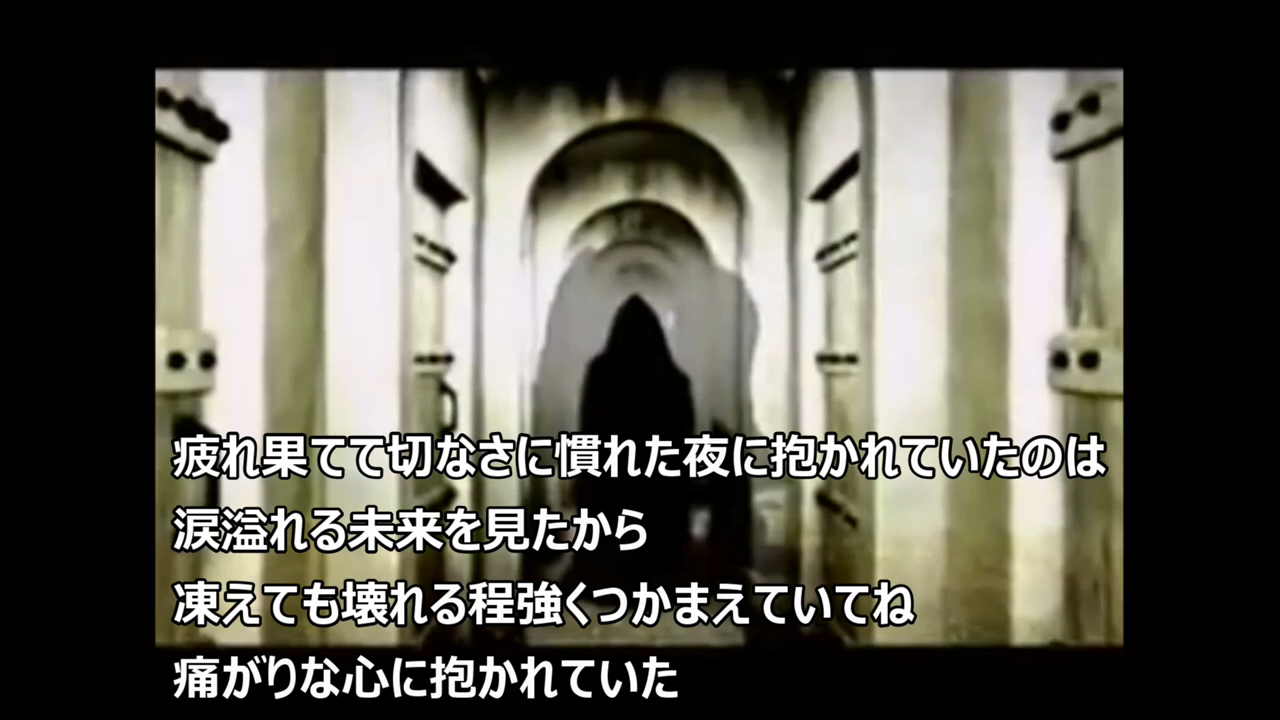 疲れ果てて切なさに慣れた夜に抱かれていたのは
涙溢れる未来を見たから
凍えても壊れる程強くつかまえていてね
痛がりな心に抱かれていた